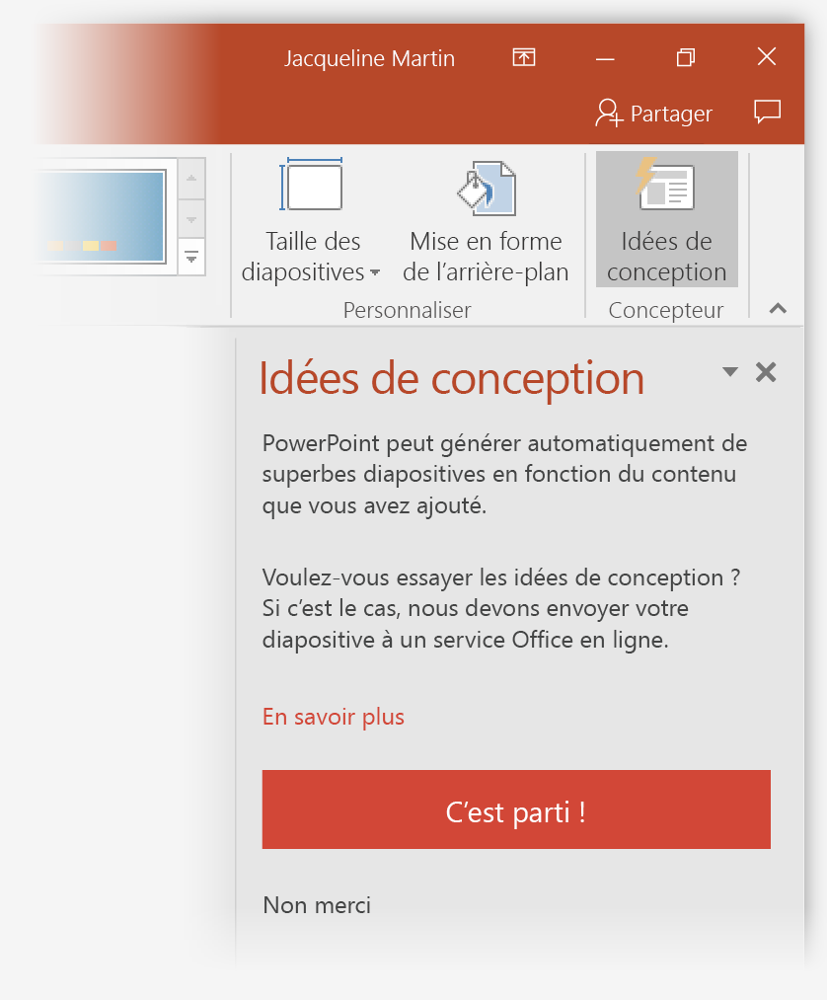 Jacqueline Martin
Partager
Taille des
diapositives
Mise en forme
de l’arrière-plan
Idées de
conception
Personnaliser
Concepteur
Idées de conception
PowerPoint peut générer automatiquement de
superbes diapositives en fonction du contenu
que vous avez ajouté.
Voulez-vous essayer les idées de conception ?
Si c’est le cas, nous devons envoyer votre
diapositive à un service Office en ligne.
En savoir plus
C’est parti !
Non merci